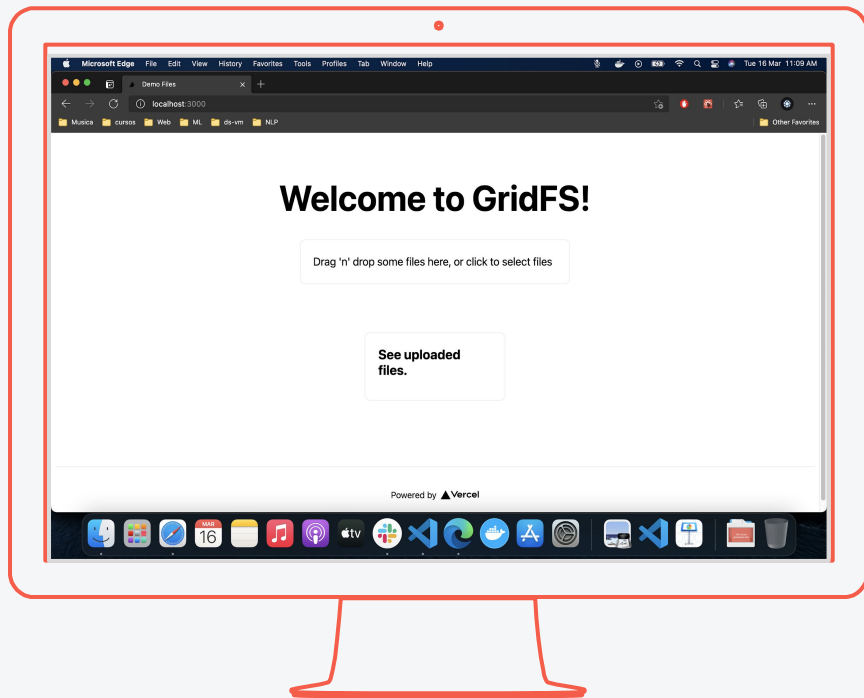 Microsoft Edge File Edit View History Favorites Tools Profiles Tab Window Help Tue 16 Mar 11:09 AM
Demo Files
localhost:3000
Musica cursos Web ML ds-vm NLP Other Favorites
Welcome to GridFS!
Drag 'n' drop some files here, or click to select files
See uploaded
files.
Powered by Vercel
MAR
16
tv